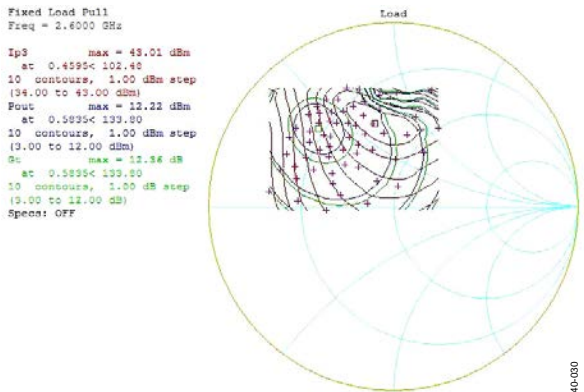 Fixed Load Pull
Freq = 2.6000 GHz
Load
Ip3 max = 43.01 dBm
at 0.4595< 102.48
10 contours, 1.00 dBm step
(34.00 to 43.00 dBm)
Pout max = 12.22 dBm
at 0.5835< 133.80
10 contours, 1.00 dBm step
(3.00 to 12.00 dBm)
Gt max = 12.36 dB
at 0.5835< 133.80
10 contours, 1.00 dB step
(3.00 to 12.00 dB)
Specs: OFF
40-030